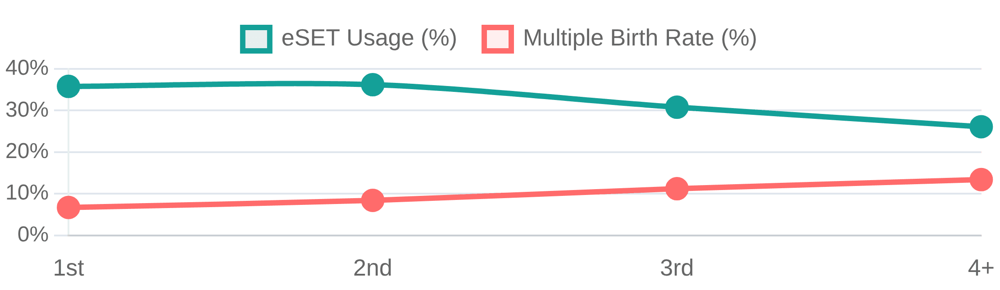 eSET Usage (%) Multiple Birth Rate (%)
40%
30%
20%
10%
0%
1st 2nd 3rd 4+